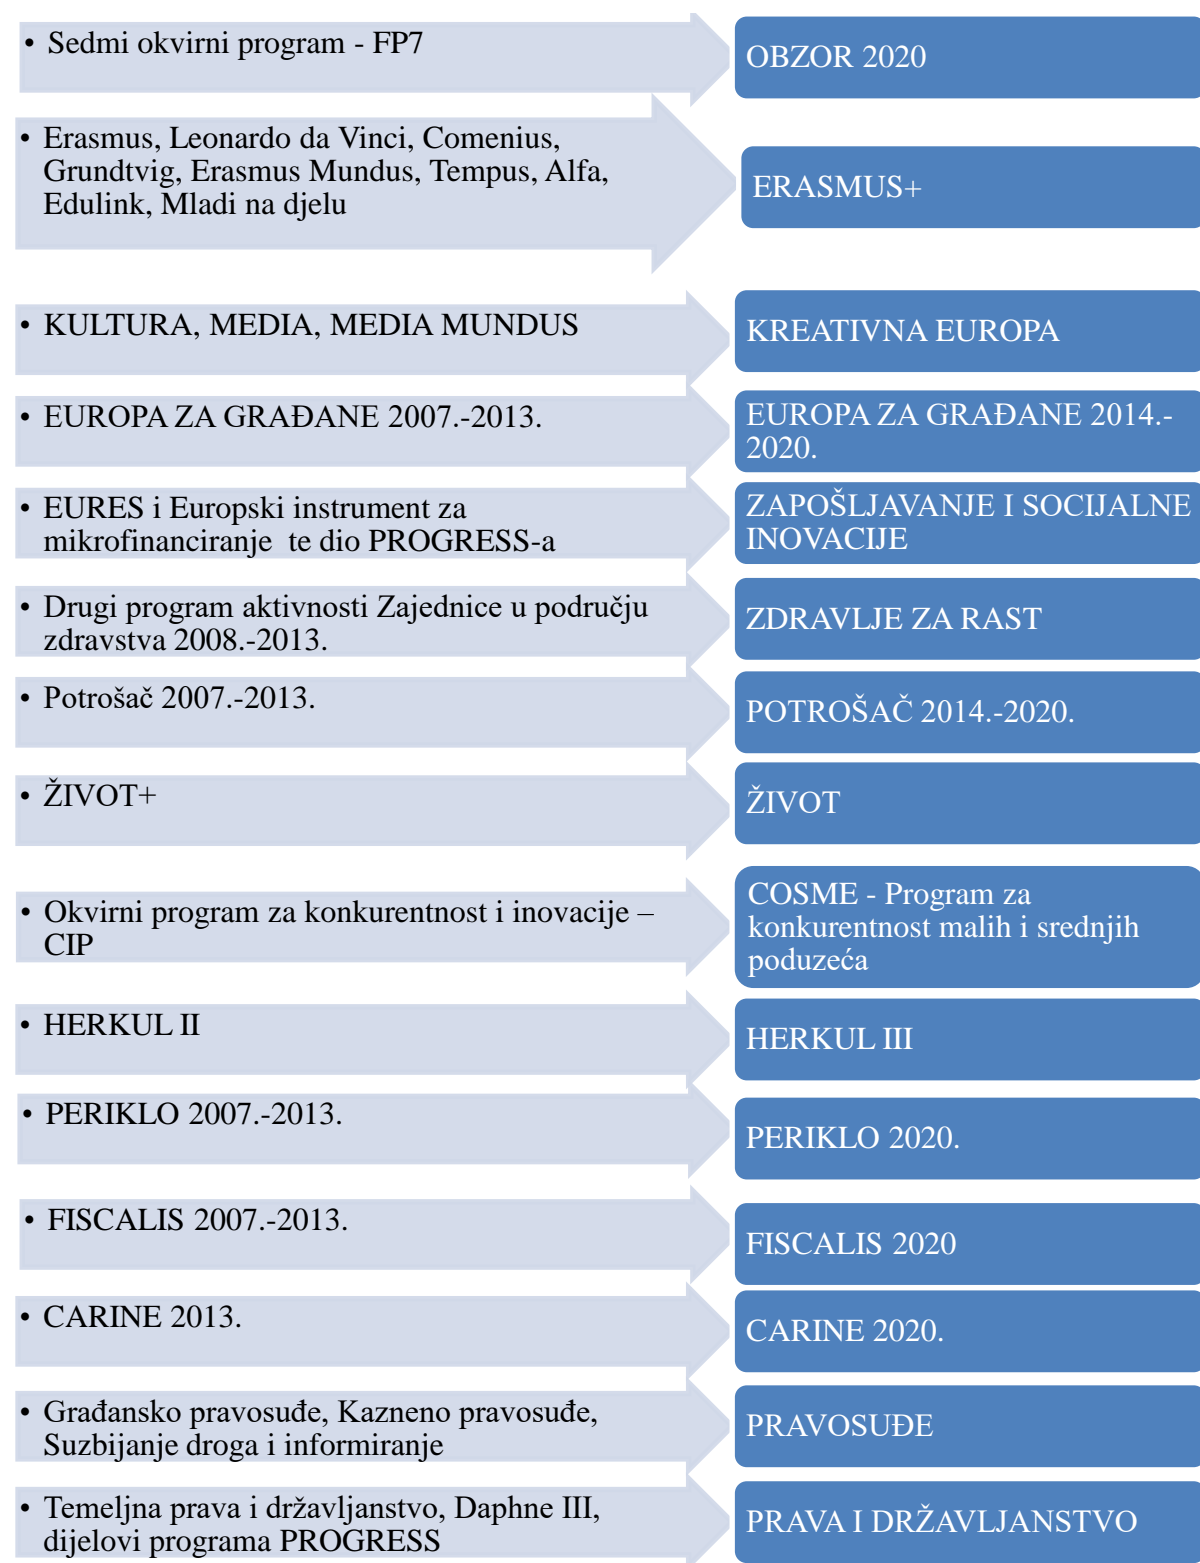 • Sedmi okvirni program - FP7
OBZOR 2020
• Erasmus, Leonardo da Vinci, Comenius,
Grundtvig, Erasmus Mundus, Tempus, Alfa,
Edulink, Mladi na djelu
ERASMUS+
• KULTURA, MEDIA, MEDIA MUNDUS
KREATIVNA EUROPA
• EUROPA ZA GRAĐANE 2007.-2013.
EUROPA ZA GRAĐANE 2014.-
2020.
• EURES i Europski instrument za
mikrofinanciranje te dio PROGRESS-a
ZAPOŠLJAVANJE I SOCIJALNE
INOVACIJE
• Drugi program aktivnosti Zajednice u području
zdravstva 2008.-2013.
ZDRAVLJE ZA RAST
• Potrošač 2007.-2013.
POTROŠAČ 2014.-2020.
• ŽIVOT+
ŽIVOT
• Okvirni program za konkurentnost i inovacije –
CIP
COSME - Program za
konkurentnost malih i srednjih
poduzeća
• HERKUL II
HERKUL III
• PERIKLO 2007.-2013.
PERIKLO 2020.
• FISCALIS 2007.-2013.
FISCALIS 2020
• CARINE 2013.
CARINE 2020.
• Građansko pravosuđe, Kazneno pravosuđe,
Suzbijanje droga i informiranje
PRAVOSUĐE
• Temeljna prava i državljanstvo, Daphne III,
dijelovi programa PROGRESS
PRAVA I DRŽAVLJANSTVO